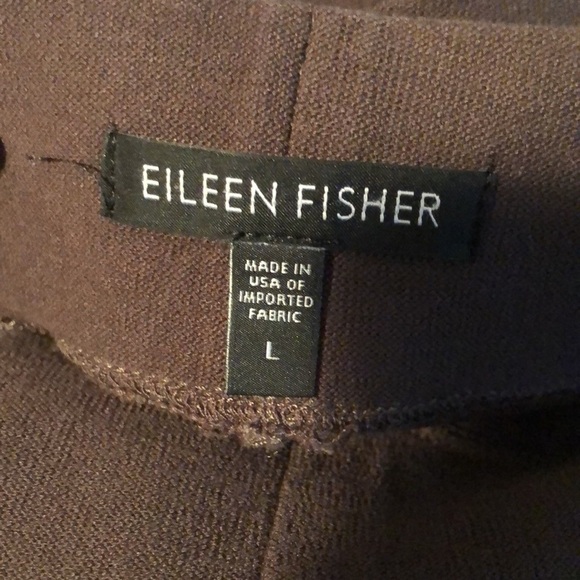 EILEEN FISHER
MADE IN
USA OF
IMPORTED
FABRIC
L